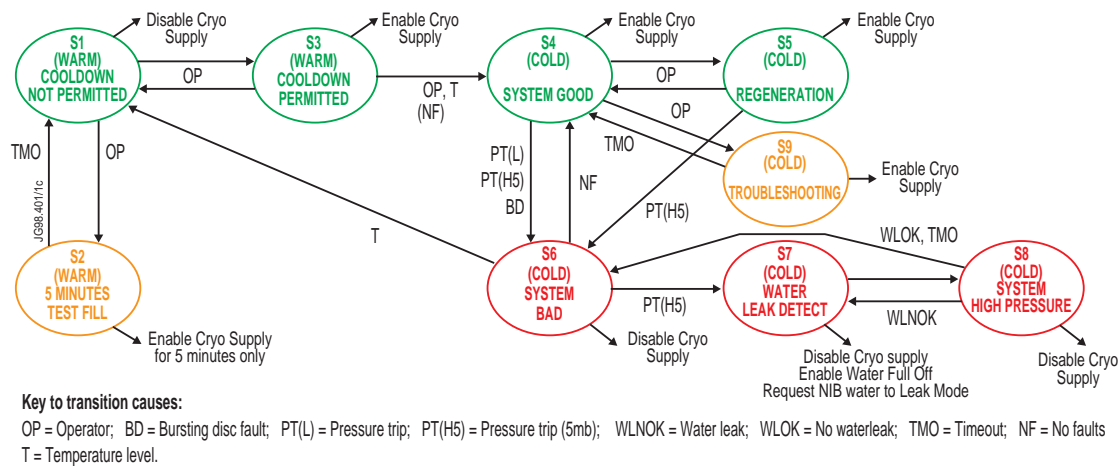 Disable Cryo
Supply
S1
(WARM)
COOLDOWN
NOT PERMITTED
OP
Enable Cryo
Supply
S3
(WARM)
COOLDOWN
PERMITTED
OP, T
(NF)
Enable Cryo
Supply
S4
(COLD)
SYSTEM GOOD
OP
Enable Cryo
Supply
S5
(COLD)
REGENERATION
OP
TMO
S9
(COLD)
TROUBLESHOOTING
Enable Cryo
Supply
TMO
JG98.401/1c
OP
PT(L)
PT(H5)
BD
NF
PT(H5)
T
WLOK, TMO
S2
(WARM)
5 MINUTES
TEST FILL
Enable Cryo Supply
for 5 minutes only
S6
(COLD)
SYSTEM
BAD
PT(H5)
Disable Cryo
Supply
S7
(COLD)
WATER
LEAK DETECT
WLNOK
Disable Cryo supply
Enable Water Full Off
Request NIB water to Leak Mode
S8
(COLD)
SYSTEM
HIGH PRESSURE
Disable Cryo
Supply
Key to transition causes:
OP = Operator; BD = Bursting disc fault; PT(L) = Pressure trip; PT(H5) = Pressure trip (5mb); WLNOK = Water leak; WLOK = No waterleak; TMO = Timeout; NF = No faults
T = Temperature level.